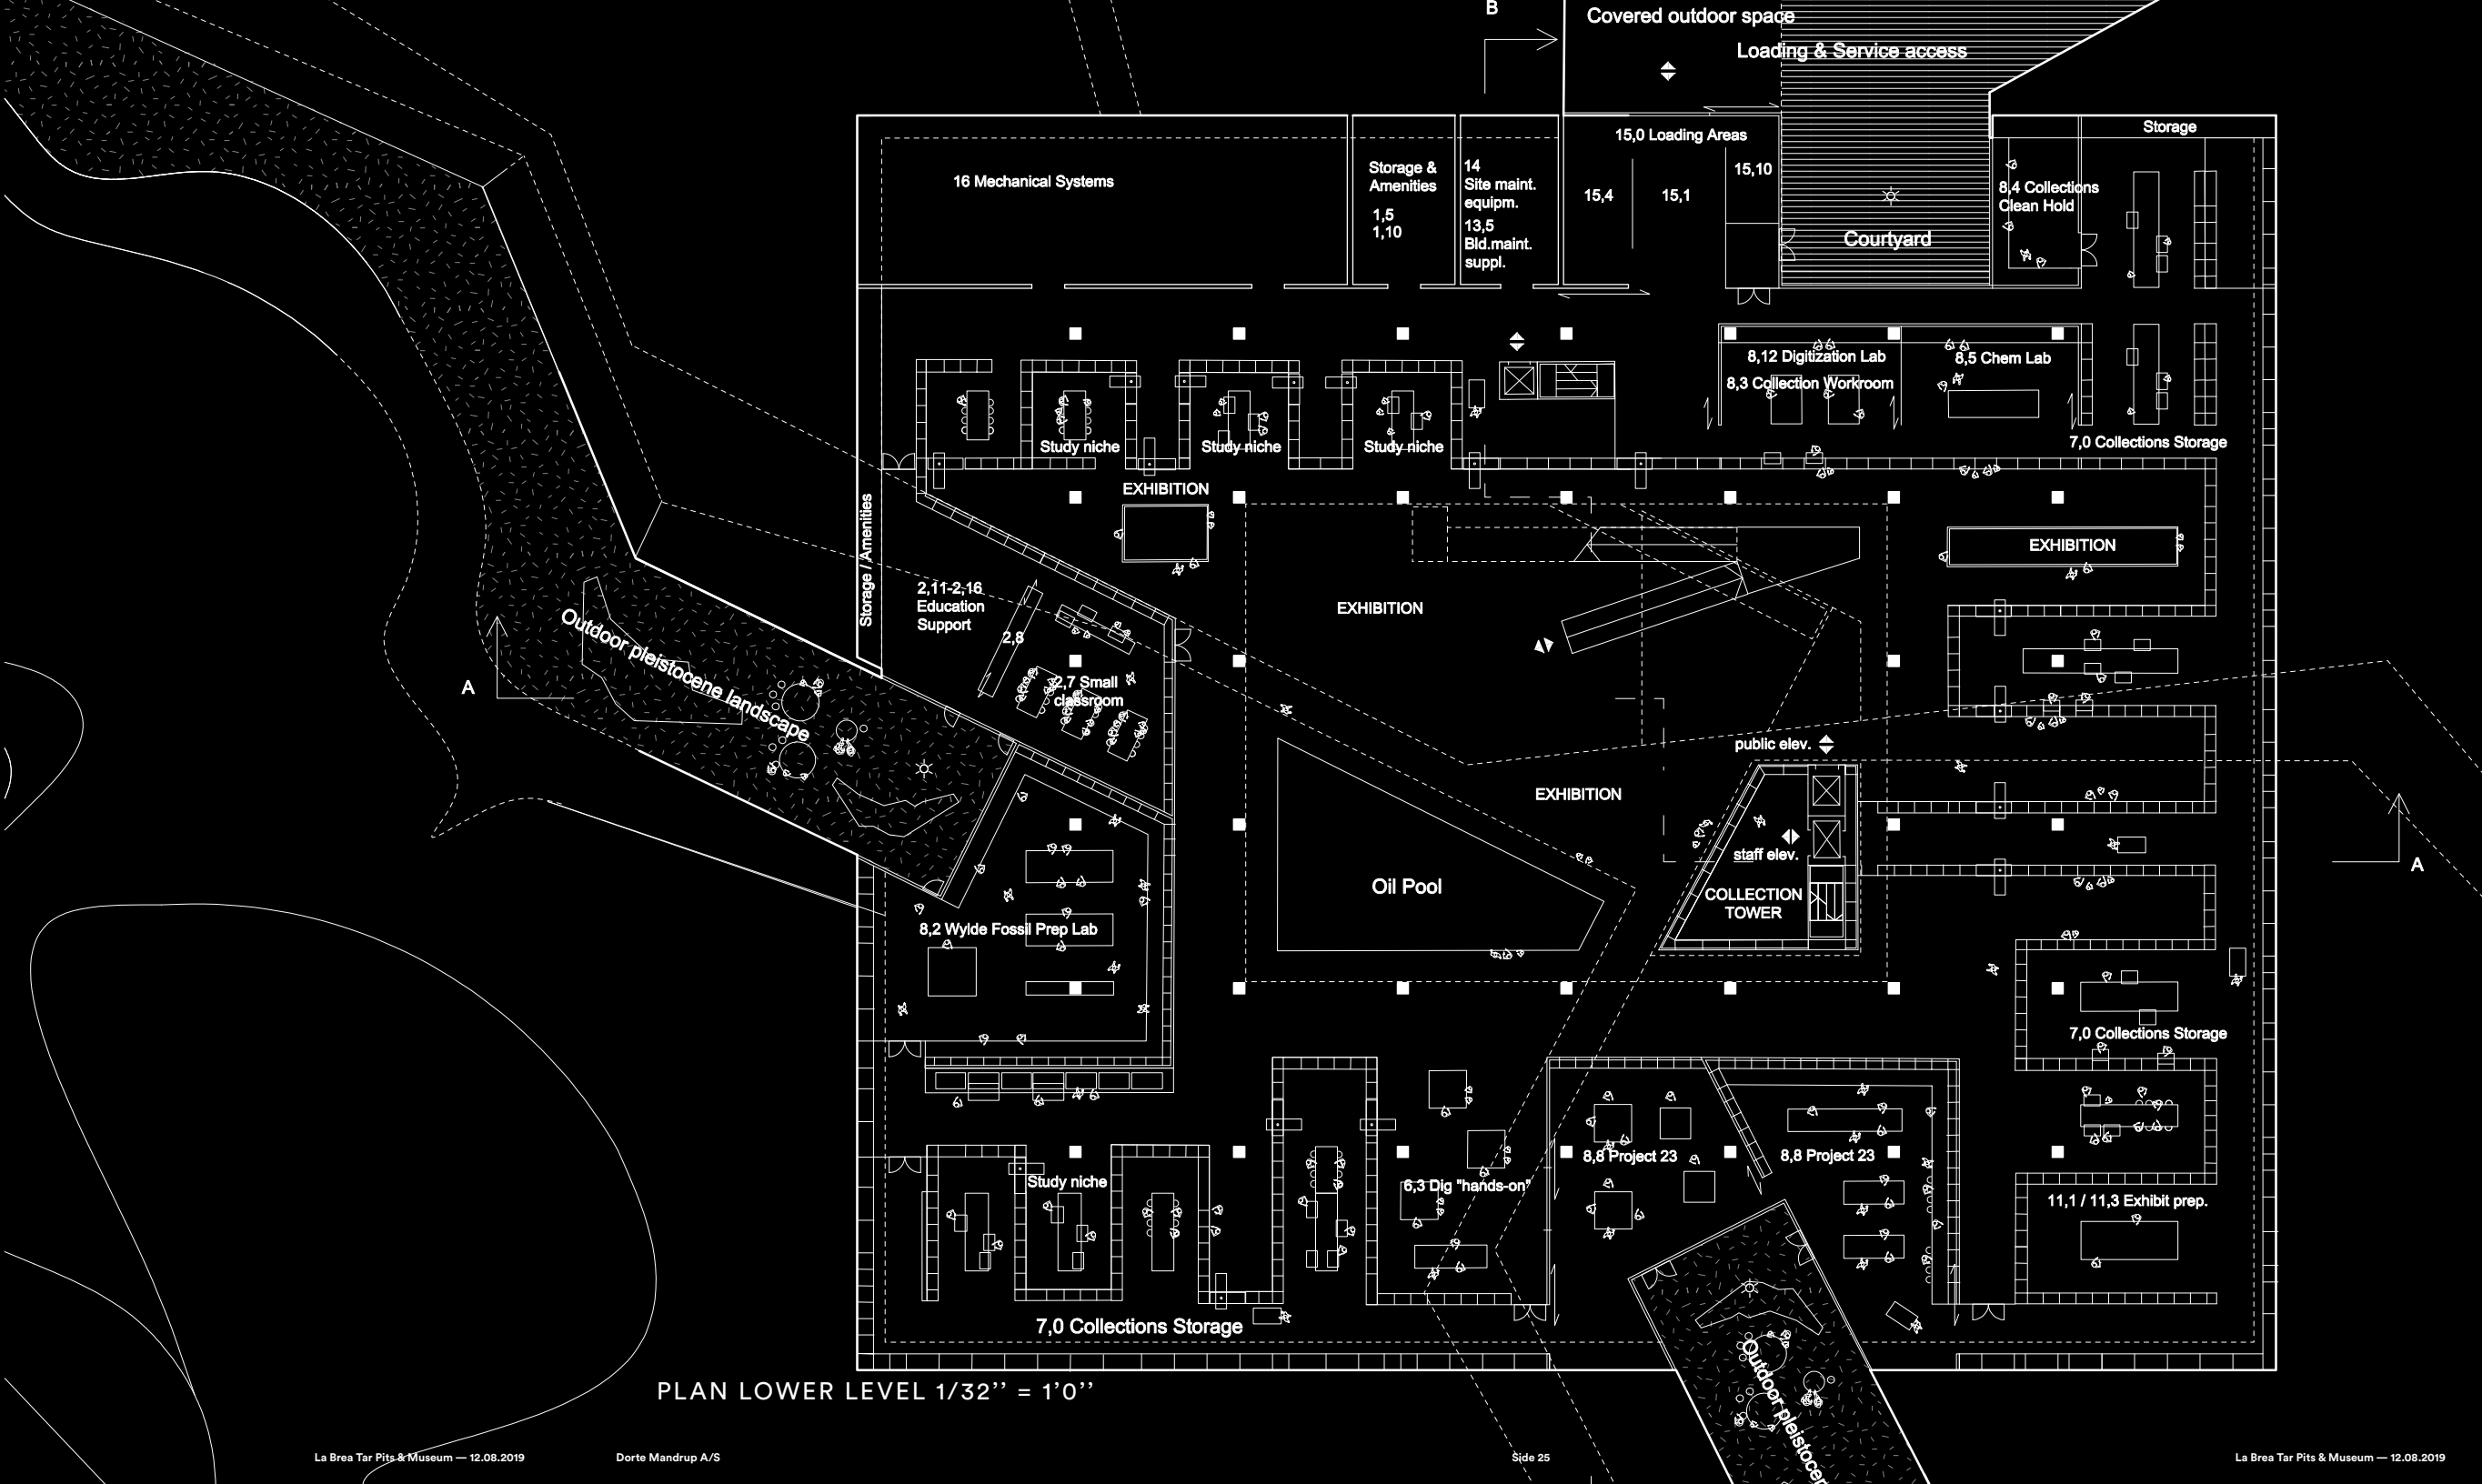 B
Covered outdoor space
Loading & Service access
Storage
15,0 Loading Areas
16 Mechanical Systems
Storage &
Amenities
1,5
1,10
14
Site maint.
equipm.
13,5
Bld.maint.
suppl.
15,4
15,1
15,10
8,4 Collections
Clean Hold
Courtyard
8,12 Digitization Lab
8,3 Collection Workroom
8,5 Chem Lab
7,0 Collections Storage
Study niche
Study niche
Study niche
EXHIBITION
Storage / Amenities
EXHIBITION
2,11-2,16
Education
Support
2,8
EXHIBITION
Outdoor pleistocene landscape
A
2,7 Small
classroom
public elev.
EXHIBITION
staff elev.
COLLECTION
TOWER
A
Oil Pool
8,2 Wylde Fossil Prep Lab
7,0 Collections Storage
8,8 Project 23
8,8 Project 23
Study niche
6,3 Dig "hands-on"
11,1 / 11,3 Exhibit prep.
7,0 Collections Storage
Outdoor pleistocen
PLAN LOWER LEVEL 1/32’’ = 1’0’’
La Brea Tar Pits & Museum — 12.08.2019
Dorte Mandrup A/S
Side 25
La Brea Tar Pits & Museum — 12.08.2019